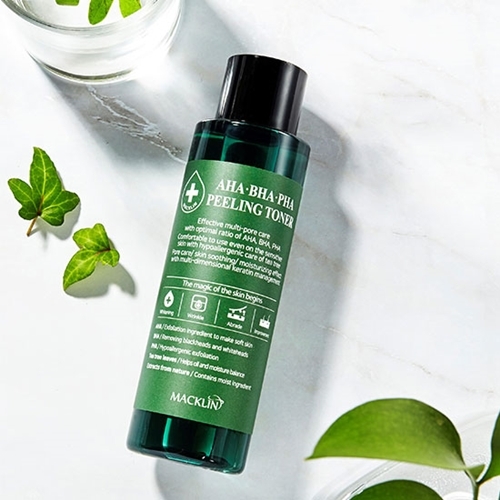 AHA·BHA·PHA
PEELING TONER
Effective multi-pore care
with optimal ratio of AHA, BHA, PHA
Comfortable to use even on the sensitive
skin with hypoallergenic care of tea tree
Pore care/ skin soothing/ moisturizing effect
with multi-dimensional keratin management
The magic of the skin begins
Whitening
Wrinkle
Abrade
AHA / Exfoliation ingredient to make soft skin
BHA / Removing blackheads and whiteheads
PHA / Hypoallergenic exfoliation
Tea tree leaves / Helps oil and moisture balance
Extracts from nature / Contains moist ingredient
MACKLIN